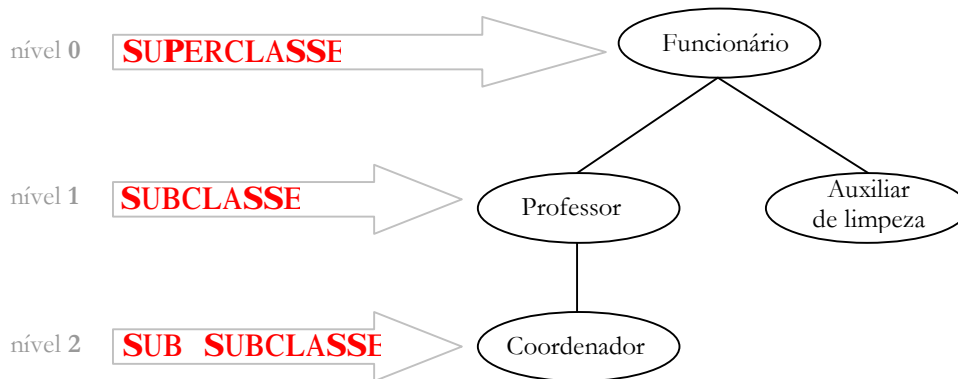 nível 0 SUPERCLASSE Funcionário
nível 1 SUBCLASSE Professor Auxiliar
de limpeza
nível 2 SUB SUBCLASSE Coordenador